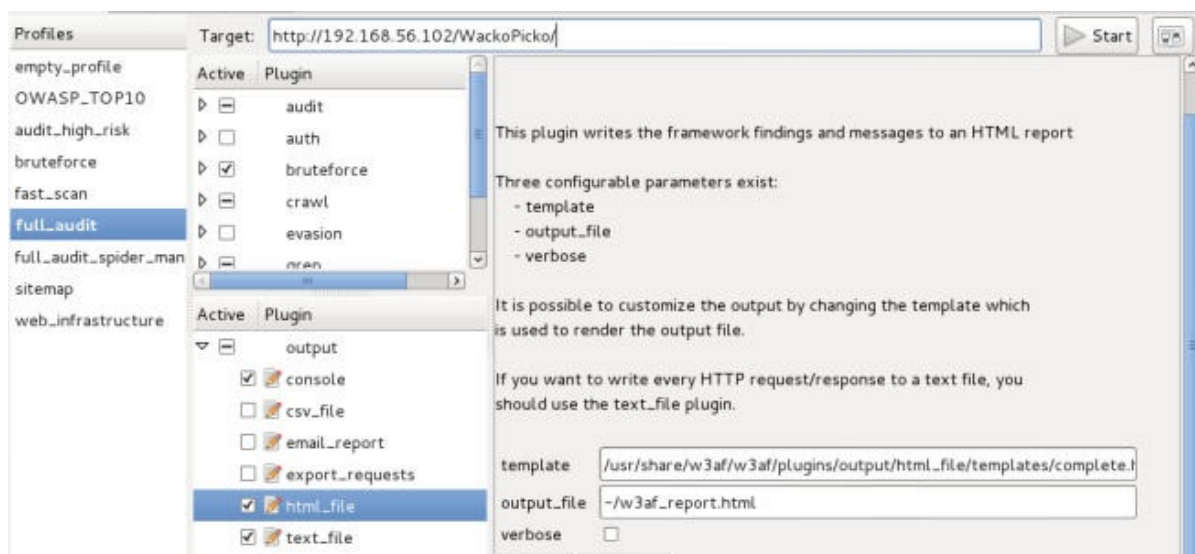 Profiles
empty_profile
OWASP_TOP10
audit_high_risk
bruteforce
fast_scan
full_audit
full_audit_spider_man
sitemap
web_infrastructure
Target: http://192.168.56.102/WackoPicko/ Start
Active Plugin
audit
auth
bruteforce
crawl
evasion
grep
Active Plugin
output
console
csv_file
email_report
export_requests
html_file
text_file
This plugin writes the framework findings and messages to an HTML report
Three configurable parameters exist:
- template
- output_file
- verbose
It is possible to customize the output by changing the template which
is used to render the output file.
If you want to write every HTTP request/response to a text file, you
should use the text_file plugin.
template /usr/share/w3af/w3af/plugins/output/html_file/templates/complete.h
output_file ~/w3af_report.html
verbose